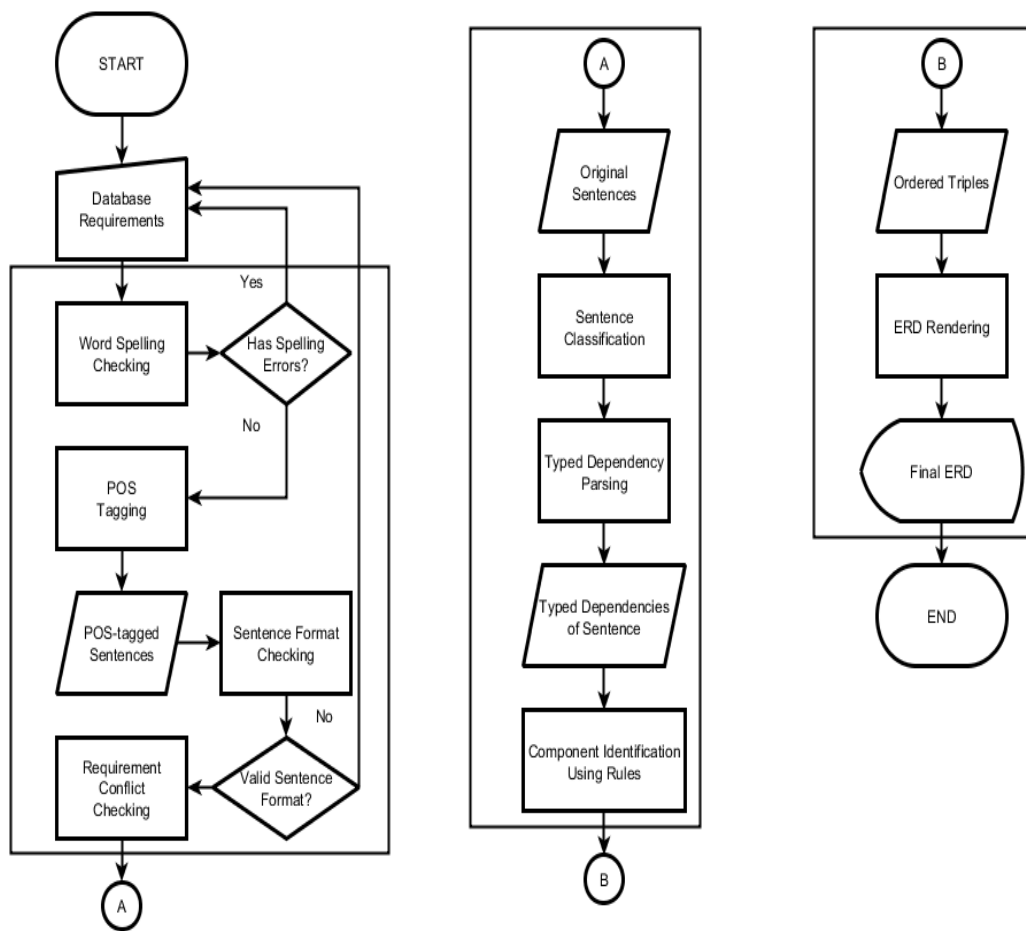 START
Database
Requirements
Yes
Word Spelling
Checking
Has Spelling
Errors?
No
POS
Tagging
POS-tagged
Sentences
Sentence Format
Checking
No
Requirement
Conflict
Checking
Valid Sentence
Format?
A
A
Original
Sentences
Sentence
Classification
Typed Dependency
Parsing
Typed Dependencies
of Sentence
Component Identification
Using Rules
B
B
Ordered Triples
ERD Rendering
Final ERD
END